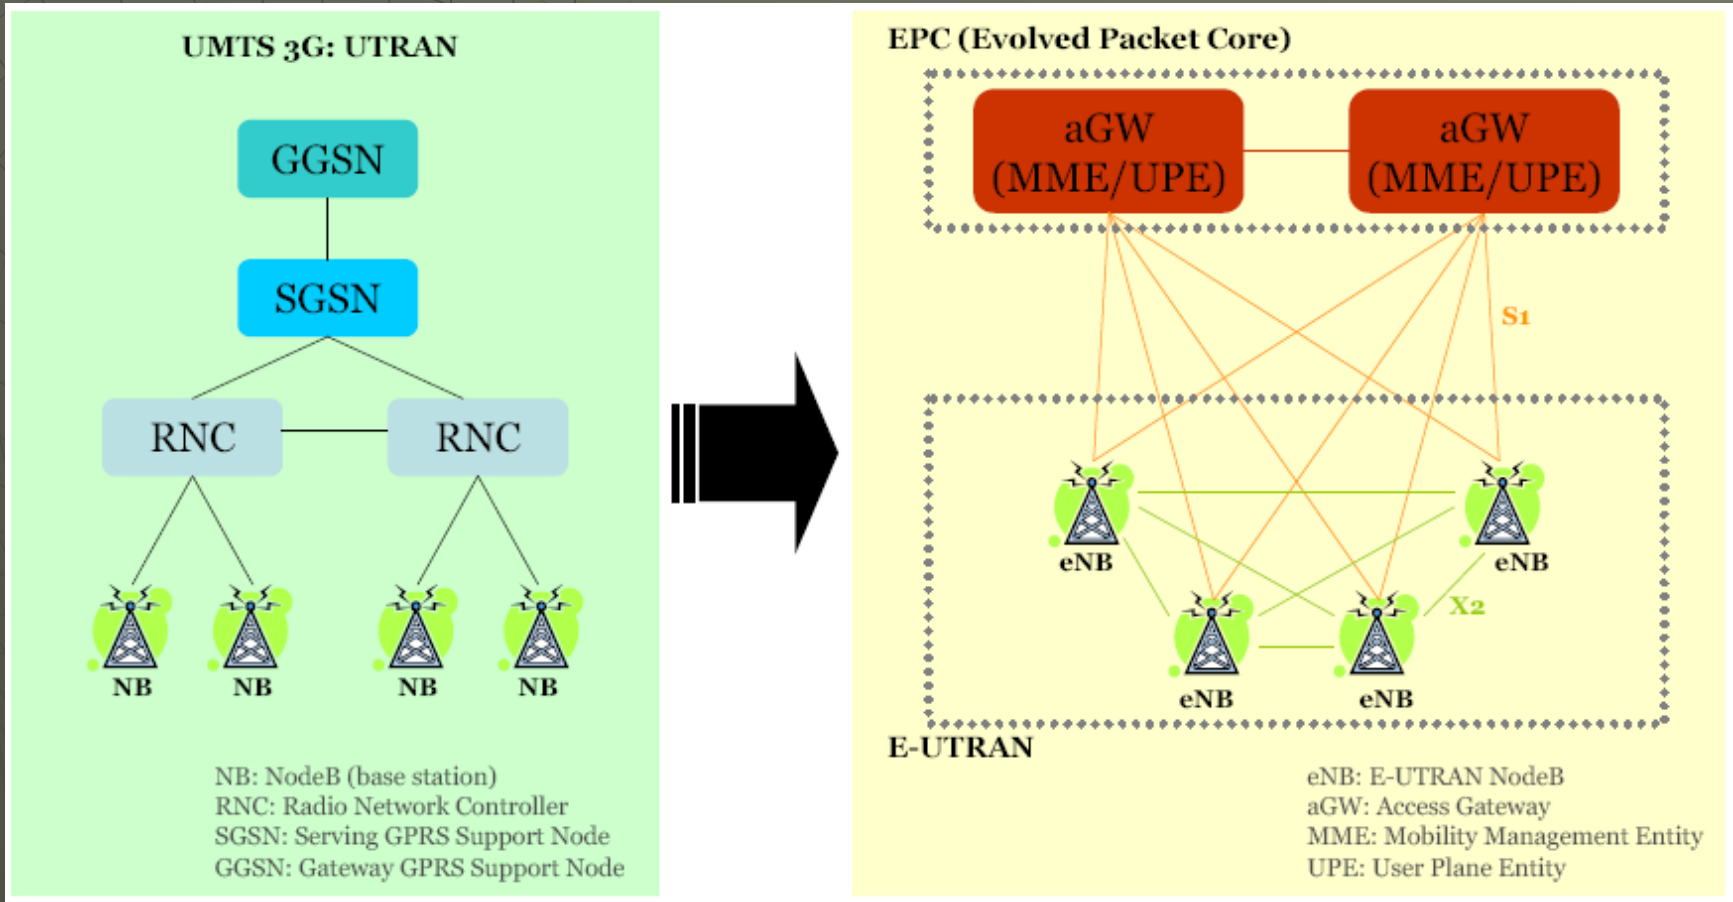 UMTS 3G: UTRAN
GGSN
SGSN
RNC
RNC
NB
NB
NB
NB
NB: NodeB (base station)
RNC: Radio Network Controller
SGSN: Serving GPRS Support Node
GGSN: Gateway GPRS Support Node
EPC (Evolved Packet Core)
aGW
(MME/UPE)
aGW
(MME/UPE)
S1
eNB
eNB
X2
eNB
eNB
E-UTRAN
eNB: E-UTRAN NodeB
aGW: Access Gateway
MME: Mobility Management Entity
UPE: User Plane Entity